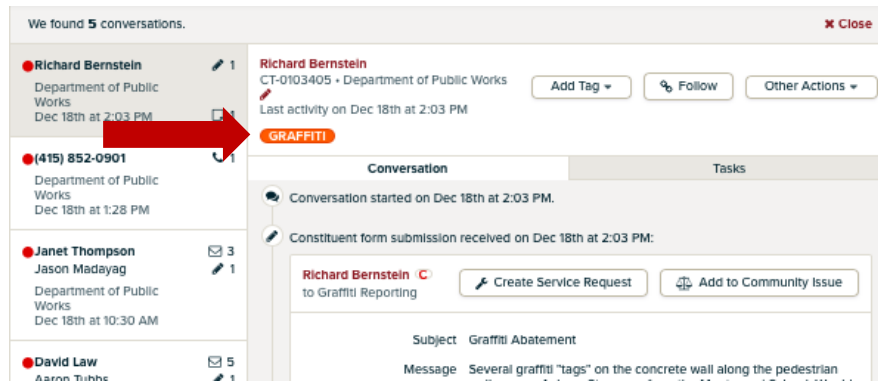 We found 5 conversations.
✖ Close
Richard Bernstein 1
Department of Public
Works
Dec 18th at 2:03 PM 1
(415) 852-0901 1
Department of Public
Works
Dec 18th at 1:28 PM
Janet Thompson 3
Jason Madayag 1
Department of Public
Works
Dec 18th at 10:30 AM
David Law 5
Aaron Tubbs 1
Richard Bernstein
CT-0103405 • Department of Public Works
Last activity on Dec 18th at 2:03 PM
GRAFFITI
Add Tag
Follow
Other Actions
Conversation
Tasks
Conversation started on Dec 18th at 2:03 PM.
Constituent form submission received on Dec 18th at 2:03 PM:
Richard Bernstein C
to Graffiti Reporting
Create Service Request
Add to Community Issue
Subject Graffiti Abatement
Message Several graffiti "tags" on the concrete wall along the pedestrian